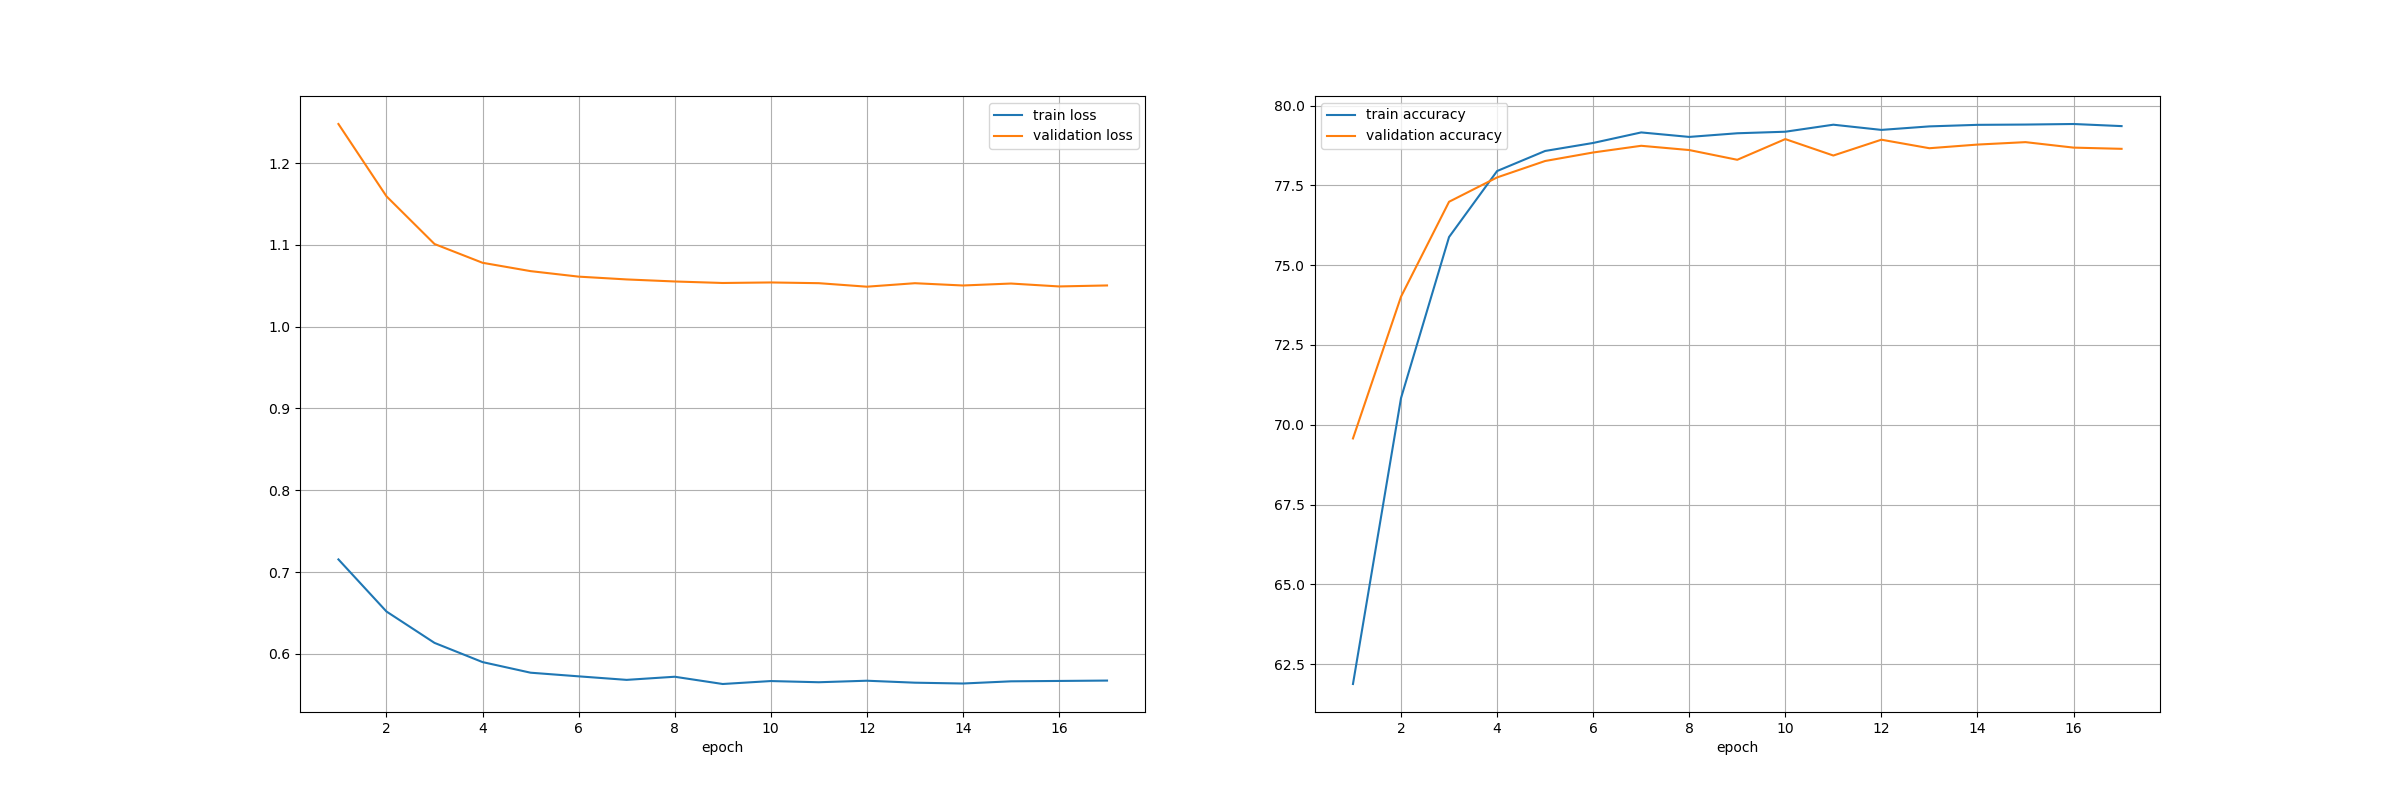 train loss
validation loss
1.2
1.1
1.0
0.9
0.8
0.7
0.6
2 4 6 8 10 12 14 16
epoch
train accuracy
validation accuracy
80.0
77.5
75.0
72.5
70.0
67.5
65.0
62.5
2 4 6 8 10 12 14 16
epoch